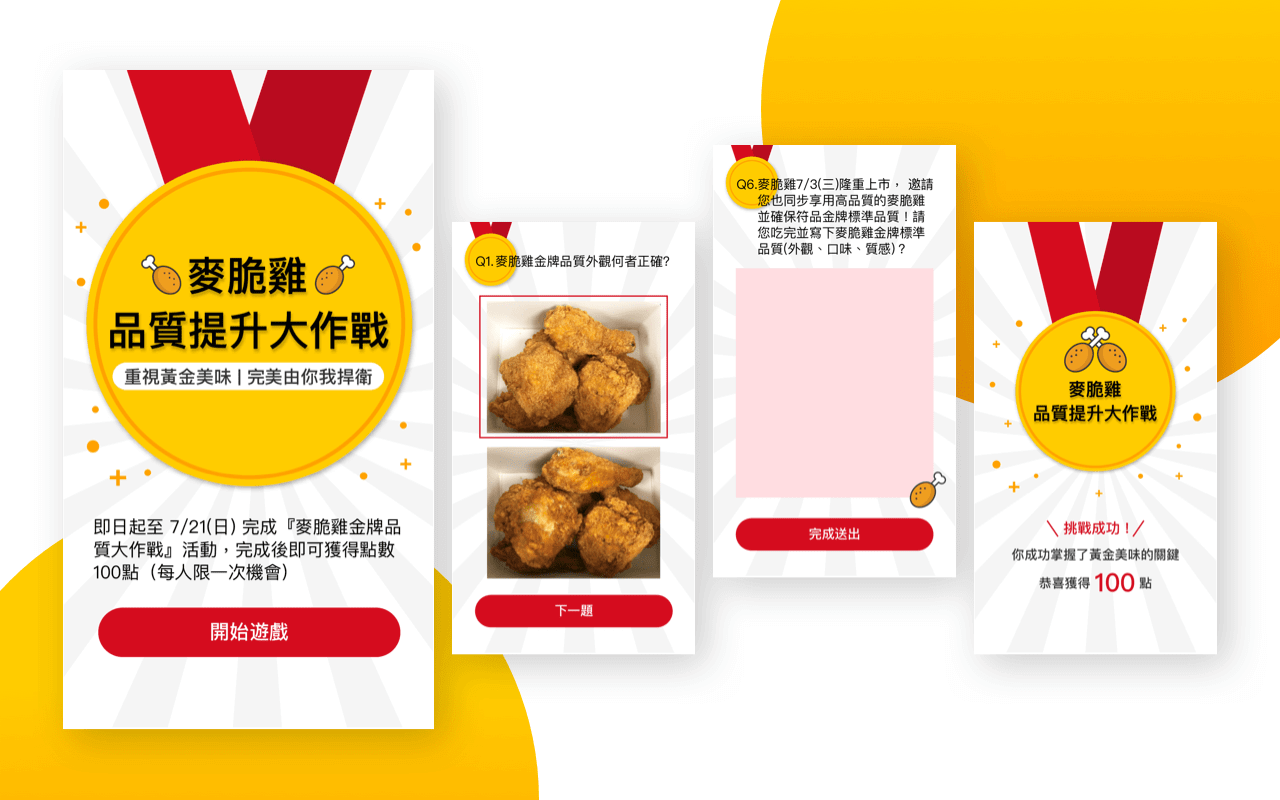 麥脆雞
品質提升大作戰
重視黃金美味 | 完美由你我捍衛
即日起至 7/21(日) 完成『麥脆雞金牌品
質大作戰』活動，完成後即可獲得點數
100點（每人限一次機會）
開始遊戲
Q1. 麥脆雞金牌品質外觀何者正確?
下一題
Q6.麥脆雞7/3(三)隆重上市， 邀請
您也同步享用高品質的麥脆雞
並確保符品金牌標準品質！請
您吃完並寫下麥脆雞金牌標準
品質(外觀、口味、質感)？
完成送出
麥脆雞
品質提升大作戰
\ 挑戰成功！/
你成功掌握了黃金美味的關鍵
恭喜獲得 100 點